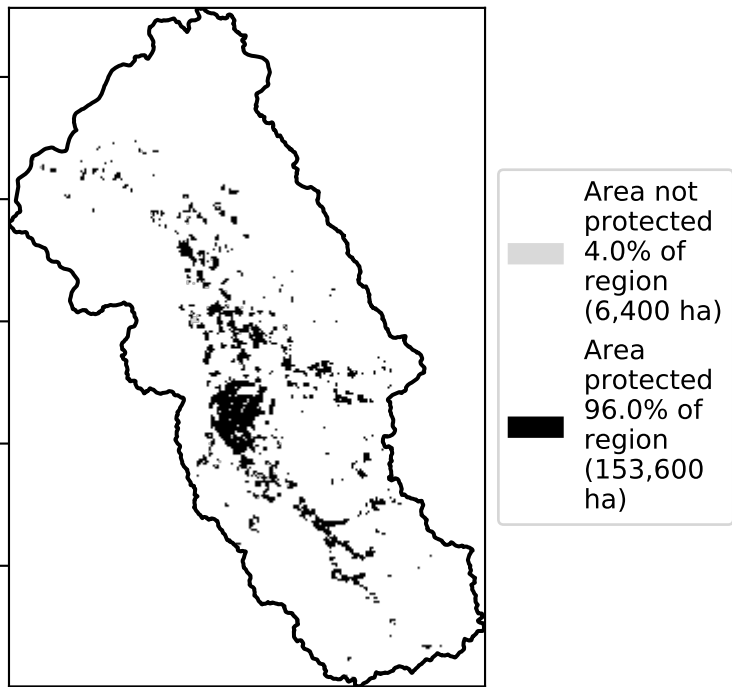 Area not
protected
4.0% of
region
(6,400 ha)
Area
protected
96.0% of
region
(153,600
ha)